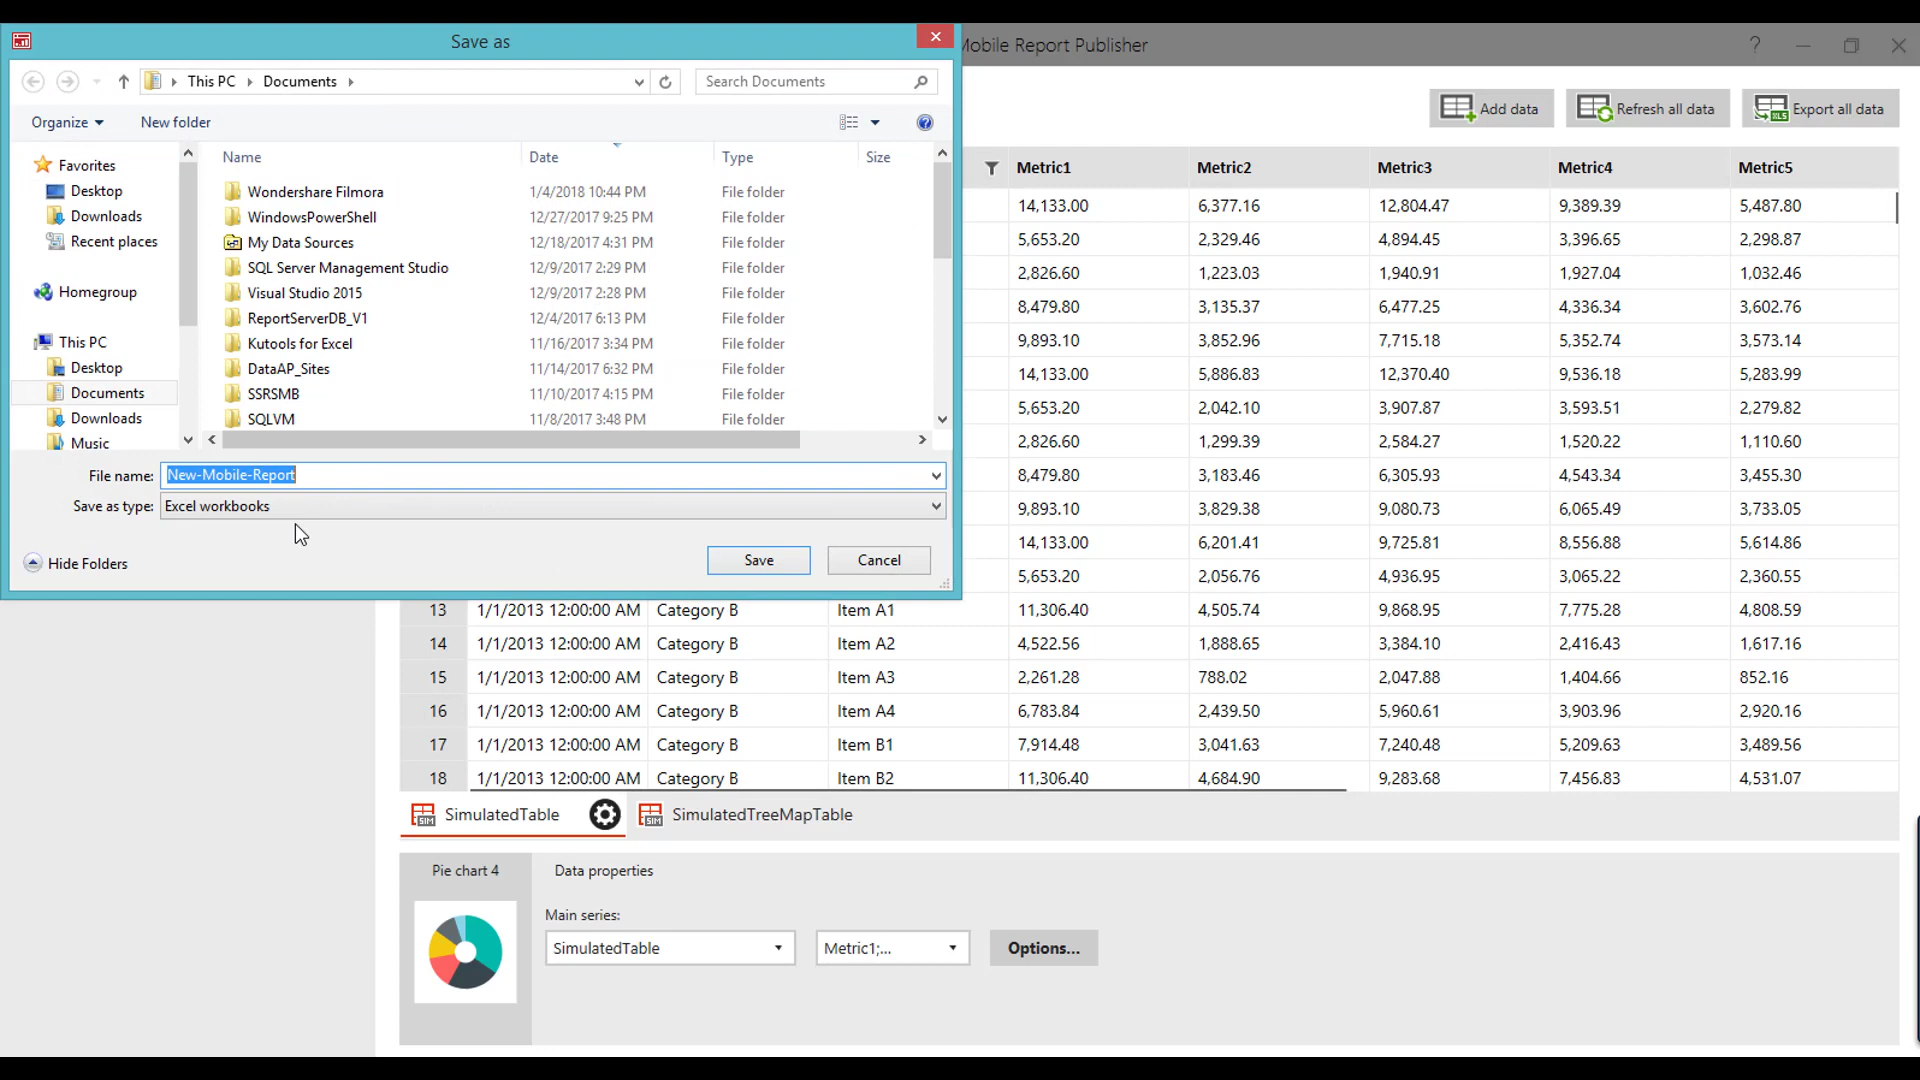 Save as
Mobile Report Publisher
This PC Documents
Search Documents
Organize
New folder
Add data
Refresh all data
Export all data
Favorites
Desktop
Downloads
Recent places
Homegroup
This PC
Desktop
Documents
Downloads
Music
Name Date Type Size
Wondershare Filmora 1/4/2018 10:44 PM File folder
WindowsPowerShell 12/27/2017 9:25 PM File folder
My Data Sources 12/18/2017 4:31 PM File folder
SQL Server Management Studio 12/9/2017 2:29 PM File folder
Visual Studio 2015 12/9/2017 2:28 PM File folder
ReportServerDB_V1 12/4/2017 6:13 PM File folder
Kutools for Excel 11/16/2017 3:34 PM File folder
DataAP_Sites 11/14/2017 6:32 PM File folder
SSRSMB 11/10/2017 4:15 PM File folder
SQLVM 11/8/2017 3:48 PM File folder
File name: New-Mobile-Report
Save as type: Excel workbooks
Hide Folders
Save
Cancel
Metric1 Metric2 Metric3 Metric4 Metric5
14,133.00 6,377.16 12,804.47 9,389.39 5,487.80
5,653.20 2,329.46 4,894.45 3,396.65 2,298.87
2,826.60 1,223.03 1,940.91 1,927.04 1,032.46
8,479.80 3,135.37 6,477.25 4,336.34 3,602.76
9,893.10 3,852.96 7,715.18 5,352.74 3,573.14
14,133.00 5,886.83 12,370.40 9,536.18 5,283.99
5,653.20 2,042.10 3,907.87 3,593.51 2,279.82
2,826.60 1,299.39 2,584.27 1,520.22 1,110.60
8,479.80 3,183.46 6,305.93 4,543.34 3,455.30
9,893.10 3,829.38 9,080.73 6,065.49 3,733.05
14,133.00 6,201.41 9,725.81 8,556.88 5,614.86
5,653.20 2,056.76 4,936.95 3,065.22 2,360.55
13 1/1/2013 12:00:00 AM Category B Item A1 11,306.40 4,505.74 9,868.95 7,775.28 4,808.59
14 1/1/2013 12:00:00 AM Category B Item A2 4,522.56 1,888.65 3,384.10 2,416.43 1,617.16
15 1/1/2013 12:00:00 AM Category B Item A3 2,261.28 788.02 2,047.88 1,404.66 852.16
16 1/1/2013 12:00:00 AM Category B Item A4 6,783.84 2,439.50 5,960.61 3,903.96 2,920.16
17 1/1/2013 12:00:00 AM Category B Item B1 7,914.48 3,041.63 7,240.48 5,209.63 3,489.56
18 1/1/2013 12:00:00 AM Category B Item B2 11,306.40 4,684.90 9,283.68 7,456.83 4,531.07
SimulatedTable
SimulatedTreeMapTable
Pie chart 4
Data properties
Main series:
SimulatedTable
Metric1;...
Options...